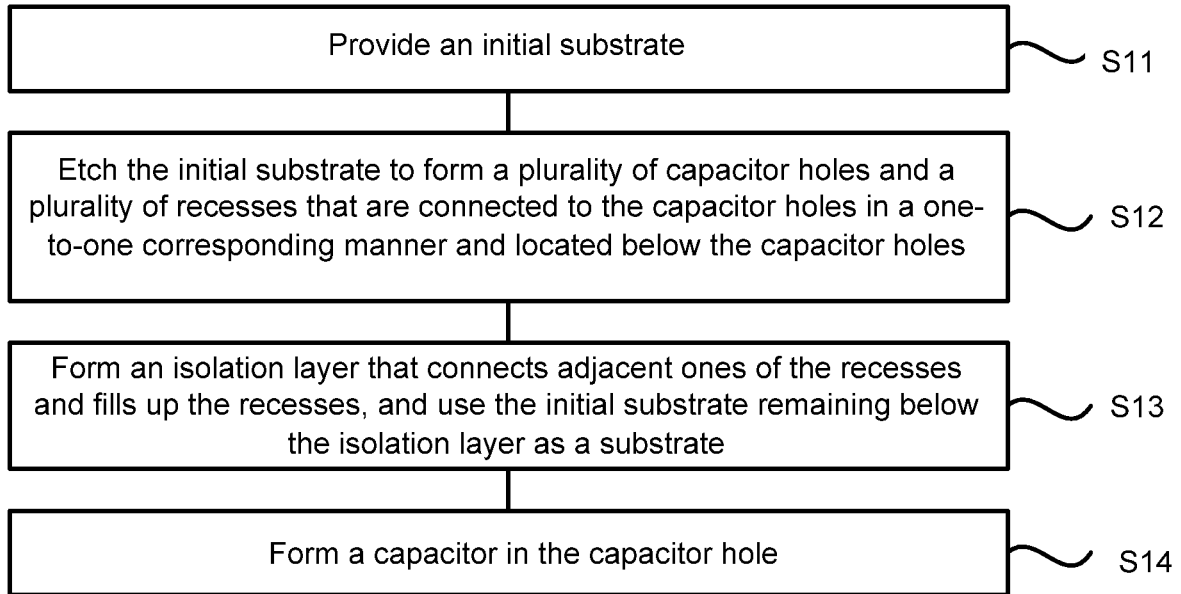 Provide an initial substrate
S11
Etch the initial substrate to form a plurality of capacitor holes and a
plurality of recesses that are connected to the capacitor holes in a one-
to-one corresponding manner and located below the capacitor holes
S12
Form an isolation layer that connects adjacent ones of the recesses
and fills up the recesses, and use the initial substrate remaining below
the isolation layer as a substrate
S13
Form a capacitor in the capacitor hole
S14